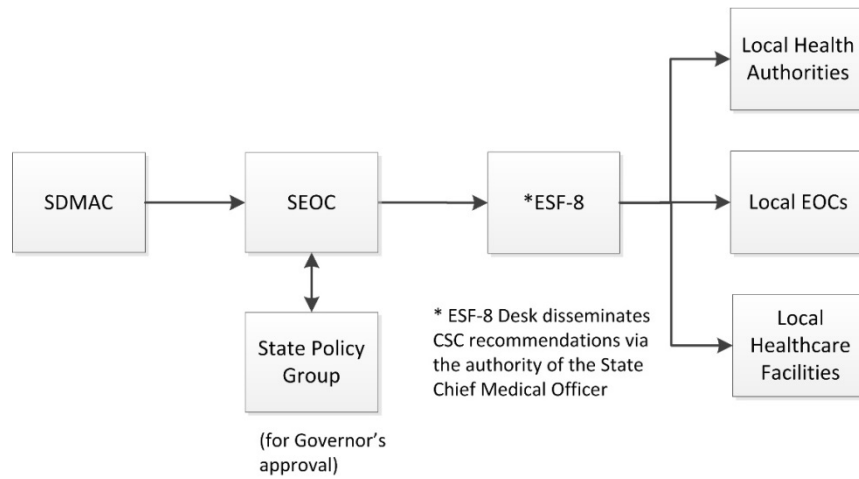 Local Health
Authorities
SDMAC
SEOC
*ESF-8
Local EOCs
State Policy
Group
(for Governor's
approval)
* ESF-8 Desk disseminates
CSC recommendations via
the authority of the State
Chief Medical Officer
Local
Healthcare
Facilities